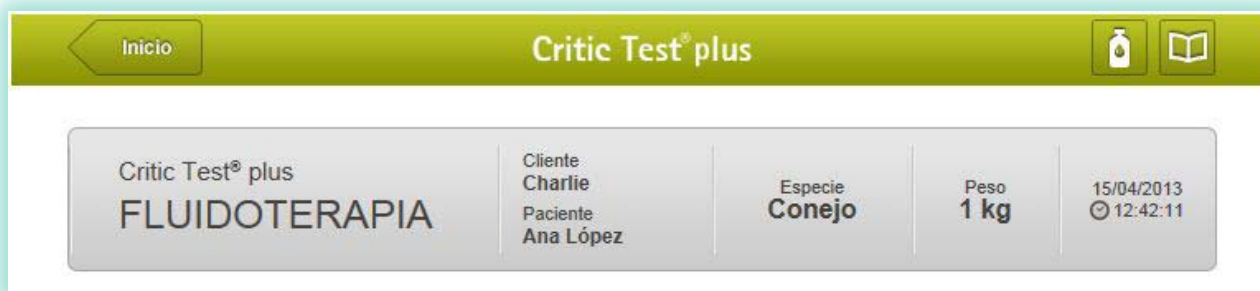 Inicio
Critic Test® plus
Critic Test® plus
FLUIDOTERAPIA
Cliente
Charlie
Paciente
Ana López
Especie
Conejo
Peso
1 kg
15/04/2013
12:42:11